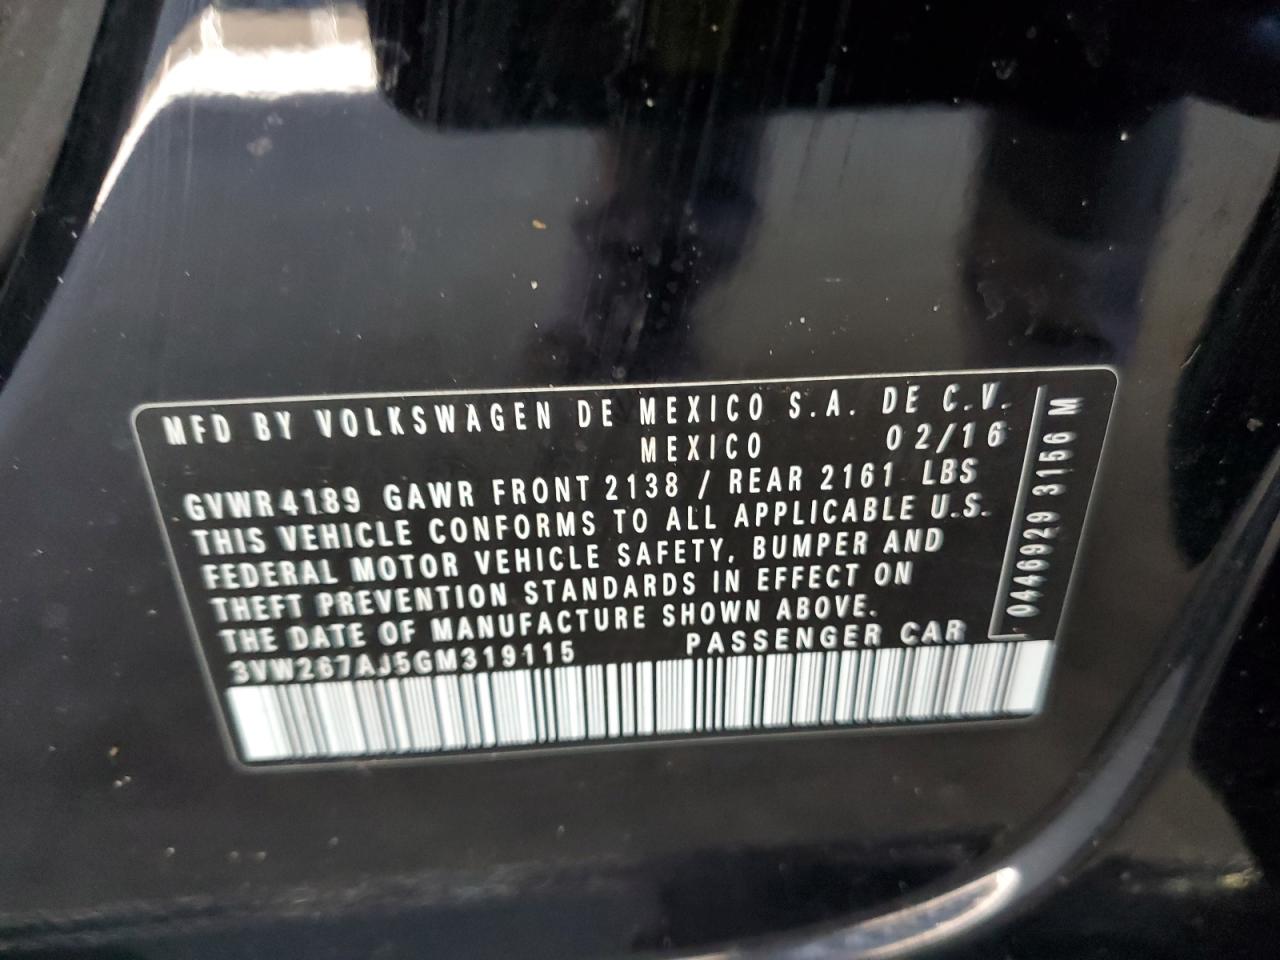 MFD BY VOLKSWAGEN DE MEXICO S.A. DE C.V.
MEXICO 02/16
GVWR4189 GAWR FRONT 2138 / REAR 2161 LBS
THIS VEHICLE CONFORMS TO ALL APPLICABLE U.S.
FEDERAL MOTOR VEHICLE SAFETY, BUMPER AND
THEFT PREVENTION STANDARDS IN EFFECT ON
THE DATE OF MANUFACTURE SHOWN ABOVE.
3VW267AJ5GM319115 PASSENGER CAR
0446929 3156 M